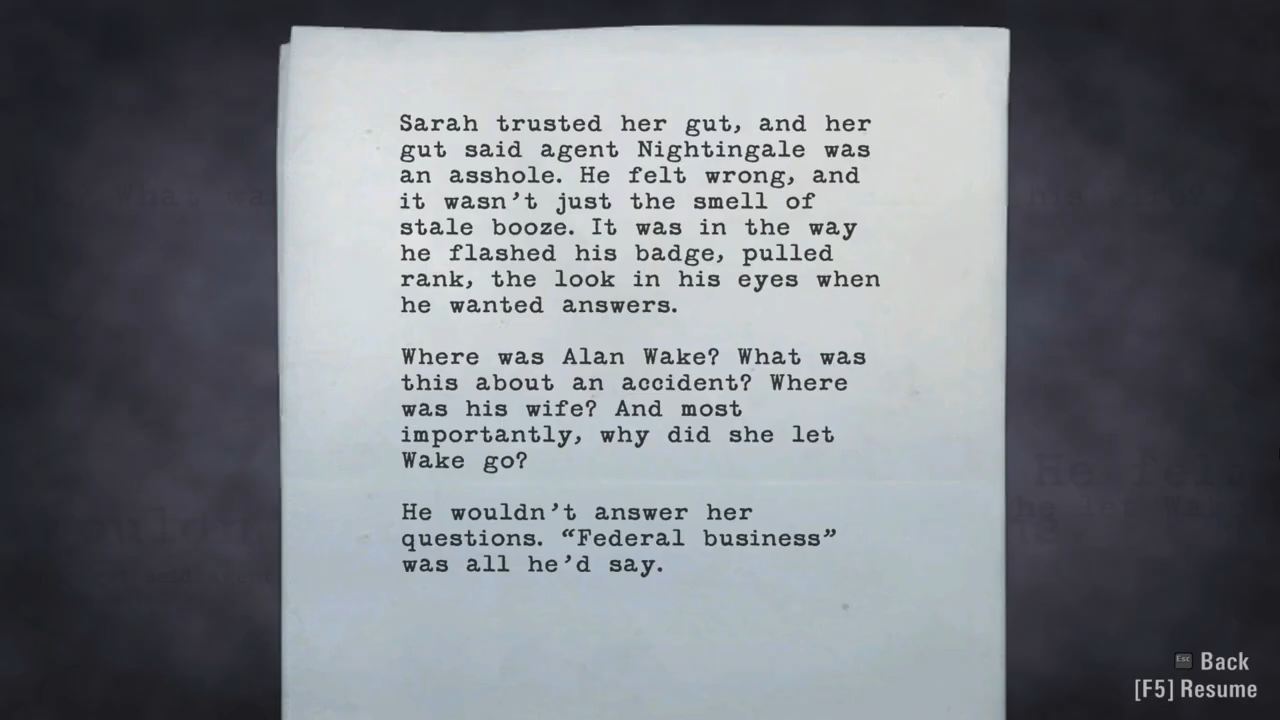 Sarah trusted her gut, and her
gut said agent Nightingale was
an asshole. He felt wrong, and
it wasn’t just the smell of
stale booze. It was in the way
he flashed his badge, pulled
rank, the look in his eyes when
he wanted answers.
Where was Alan Wake? What was
this about an accident? Where
was his wife? And most
importantly, why did she let
Wake go?
He wouldn’t answer her
questions. “Federal business”
was all he’d say.
Esc Back
[F5] Resume